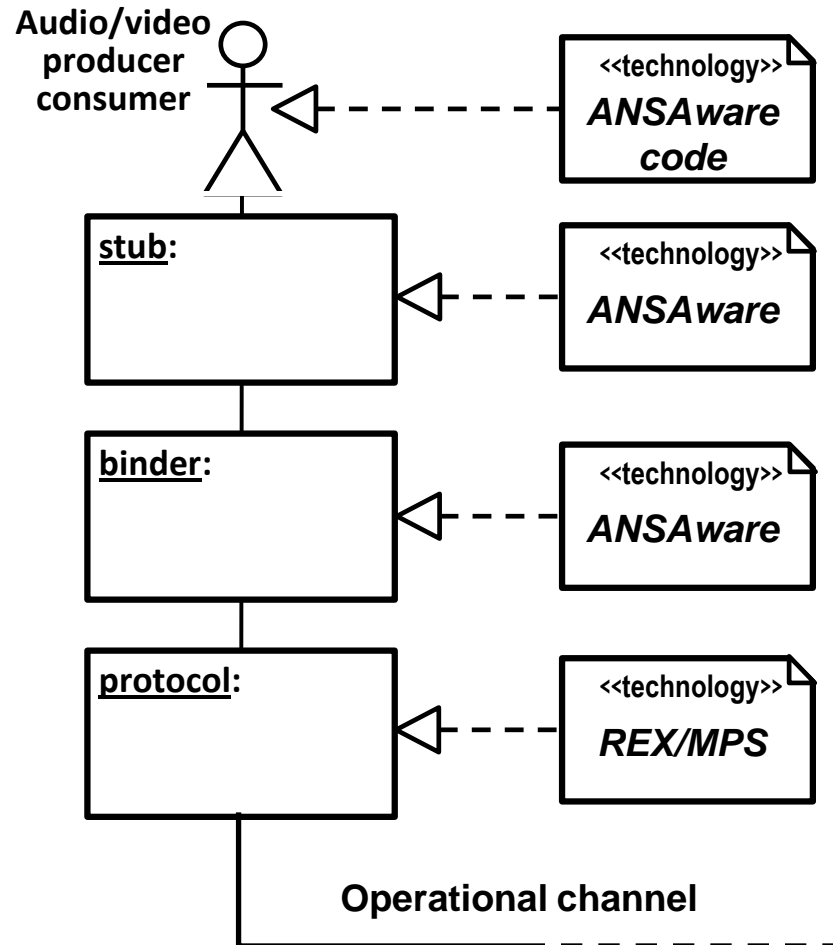 Audio/video
producer
consumer
<<technology>>
ANSAware
code
stub:
<<technology>>
ANSAware
binder:
<<technology>>
ANSAware
protocol:
<<technology>>
REX/MPS
Operational channel